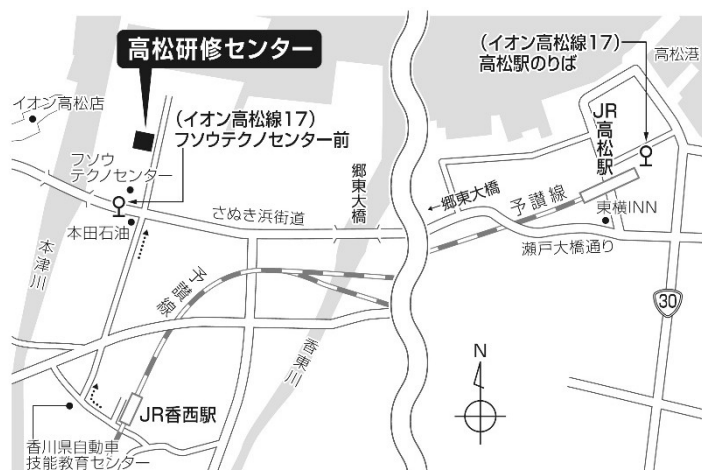 高松研修センター
(イオン高松線17)
高松駅のりば
高松港
イオン高松店
(イオン高松線17)
フソウテクノセンター前
JR
高松駅
フソウ
テクノセンター
郷東大橋
←郷東大橋
予讃線
東横INN
さぬき浜街道
本田石油
瀬戸大橋通り
本津川
予讃線
30
香東川
N
JR香西駅
香川県自動車
技能教育センター